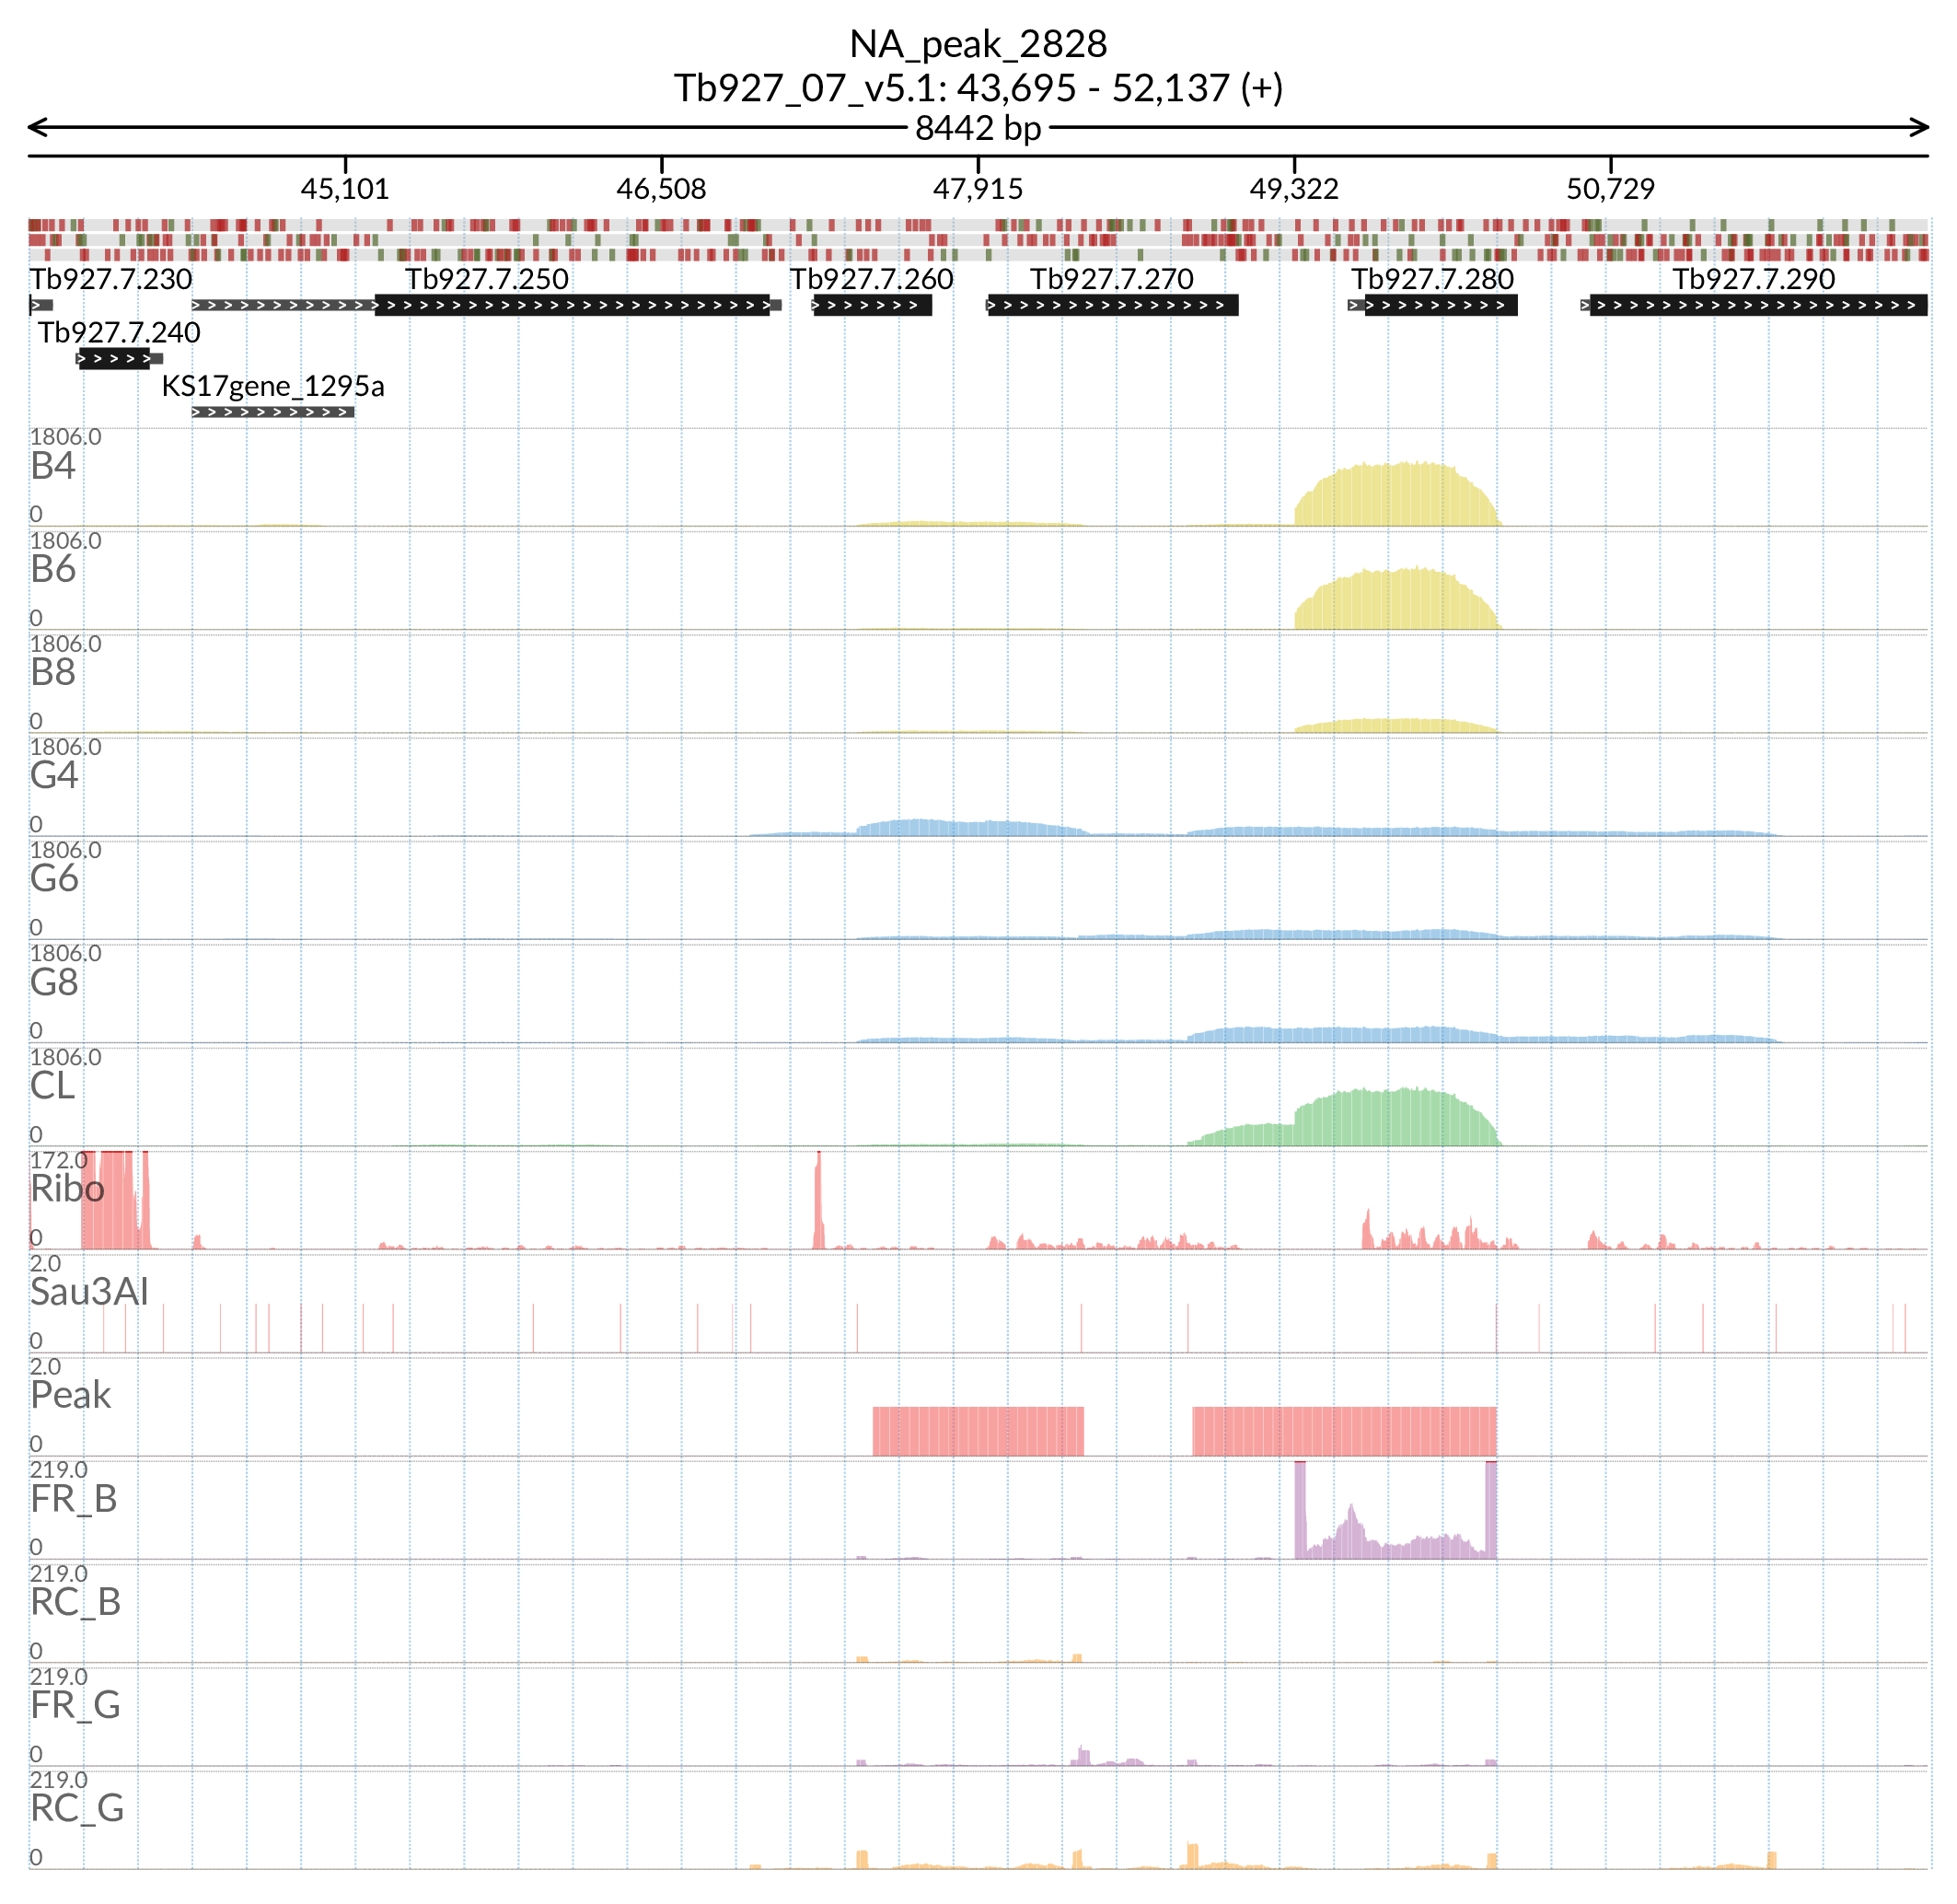 NA_peak_2828
Tb927_07_v5.1: 43,695 - 52,137 (+)
8442 bp
45,101 46,508 47,915 49,322 50,729
Tb927.7.230 Tb927.7.250 Tb927.7.260 Tb927.7.270 Tb927.7.280 Tb927.7.290
Tb927.7.240
KS17gene_1295a
1806.0
B4
0
1806.0
B6
0
1806.0
B8
0
1806.0
G4
0
1806.0
G6
0
1806.0
G8
0
1806.0
CL
0
172.0
Ribo
0
2.0
Sau3AI
0
2.0
Peak
0
219.0
FR_B
0
219.0
RC_B
0
219.0
FR_G
0
219.0
RC_G
0